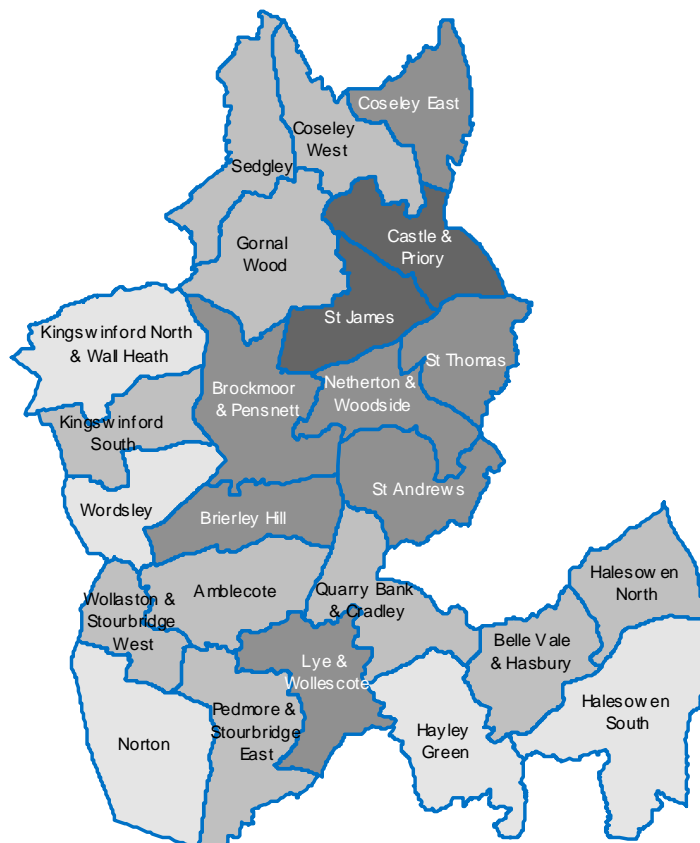 Coseley East
Coseley
West
Sedgley
Castle &
Priory
Gornal
Wood
St James
Kingswinford North
& Wall Heath
St Thomas
Brockmoor
& Pensnett
Netherton &
Woodside
Kingswinford
South
St Andrews
Wordsley
Brierley Hill
Halesowen
North
Amblecote
Quarry Bank
& Cradley
Wollaston &
Stourbridge
West
Belle Vale
& Hasbury
Lye &
Wollescote
Halesowen
South
Pedmore &
Stourbridge
East
Norton
Hayley
Green